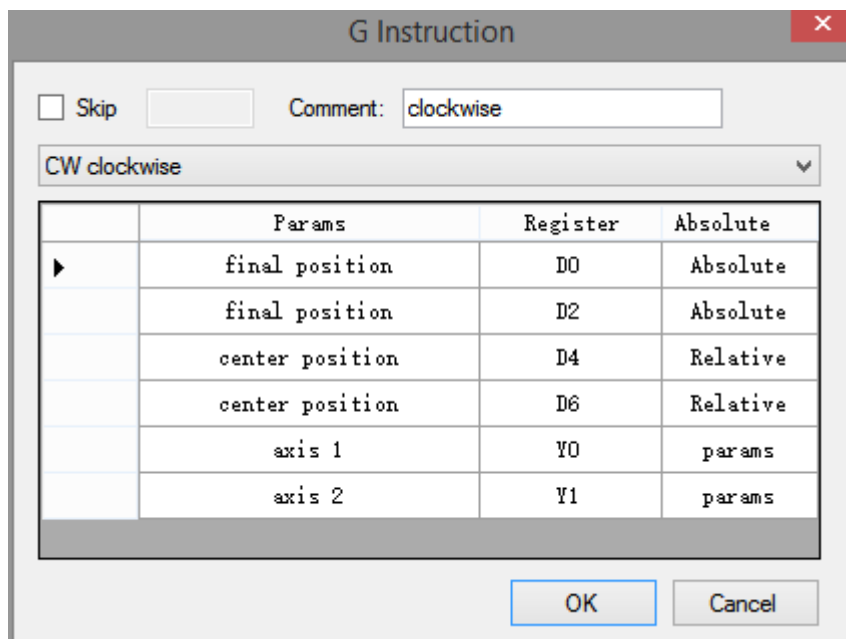 G Instruction
Skip Comment: clockwise
CW clockwise
Params Register Absolute
final position D0 Absolute
final position D2 Absolute
center position D4 Relative
center position D6 Relative
axis 1 Y0 params
axis 2 Y1 params
OK Cancel